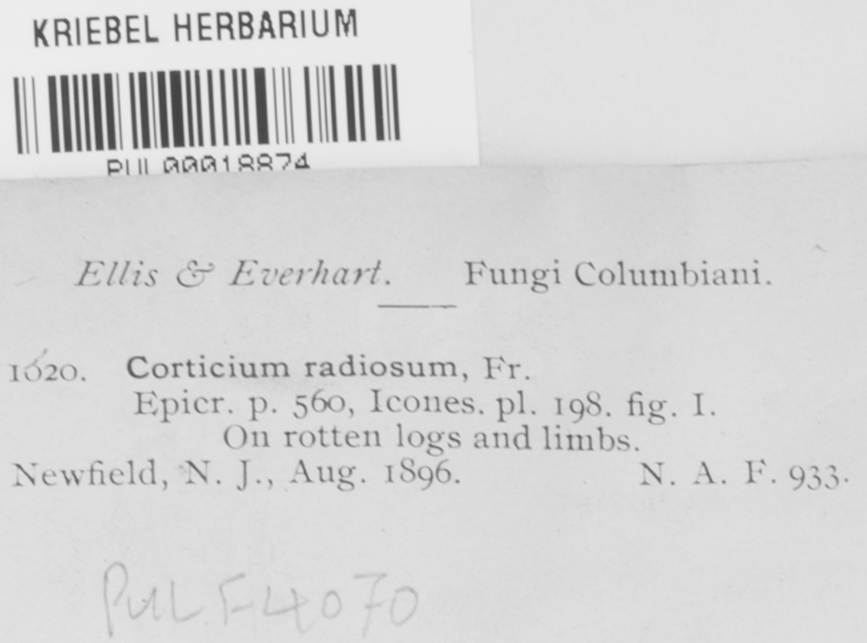 KRIEBEL HERBARIUM
PUL00018874
Ellis & Everhart. Fungi Columbiani.
1620. Corticium radiosum, Fr.
Epicr. p. 560, Icones. pl. 198. fig. I.
On rotten logs and limbs.
Newfield, N. J., Aug. 1896. N. A. F. 933.
PUL F4070